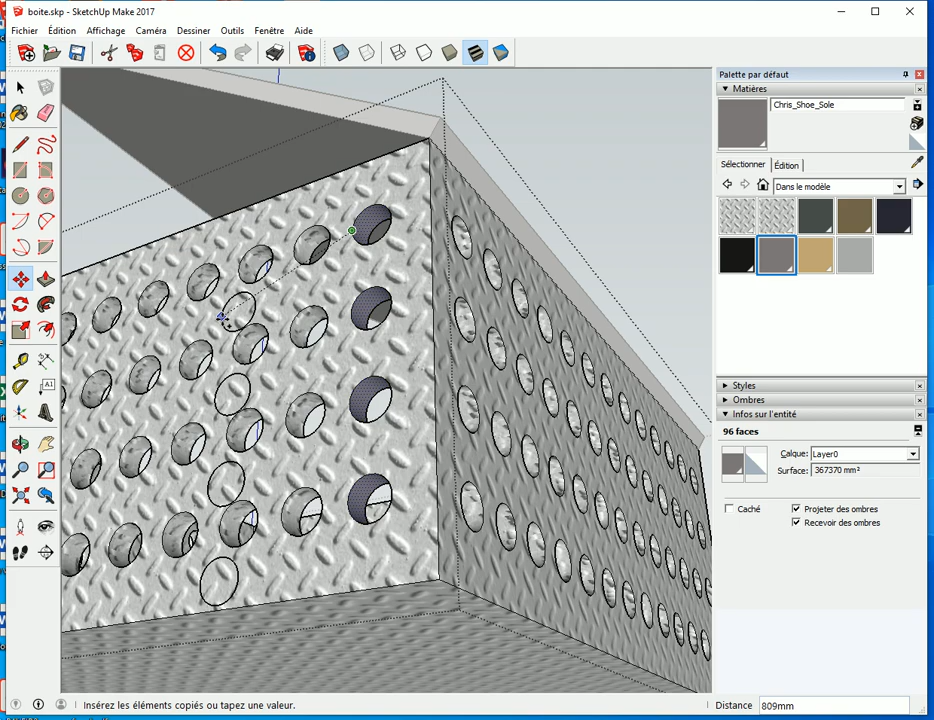 boite.skp - SketchUp Make 2017
Fichier Édition Affichage Caméra Dessiner Outils Fenêtre Aide
Palette par défaut
Matières
Chris_Shoe_Sole
Sélectionner Édition
Dans le modèle
Styles
Ombres
Infos sur l'entité
96 faces
Calque: Layer0
Surface: 367370 mm²
Caché Projeter des ombres
Recevoir des ombres
A1
Insérez les éléments copiés ou tapez une valeur.
Distance 809mm